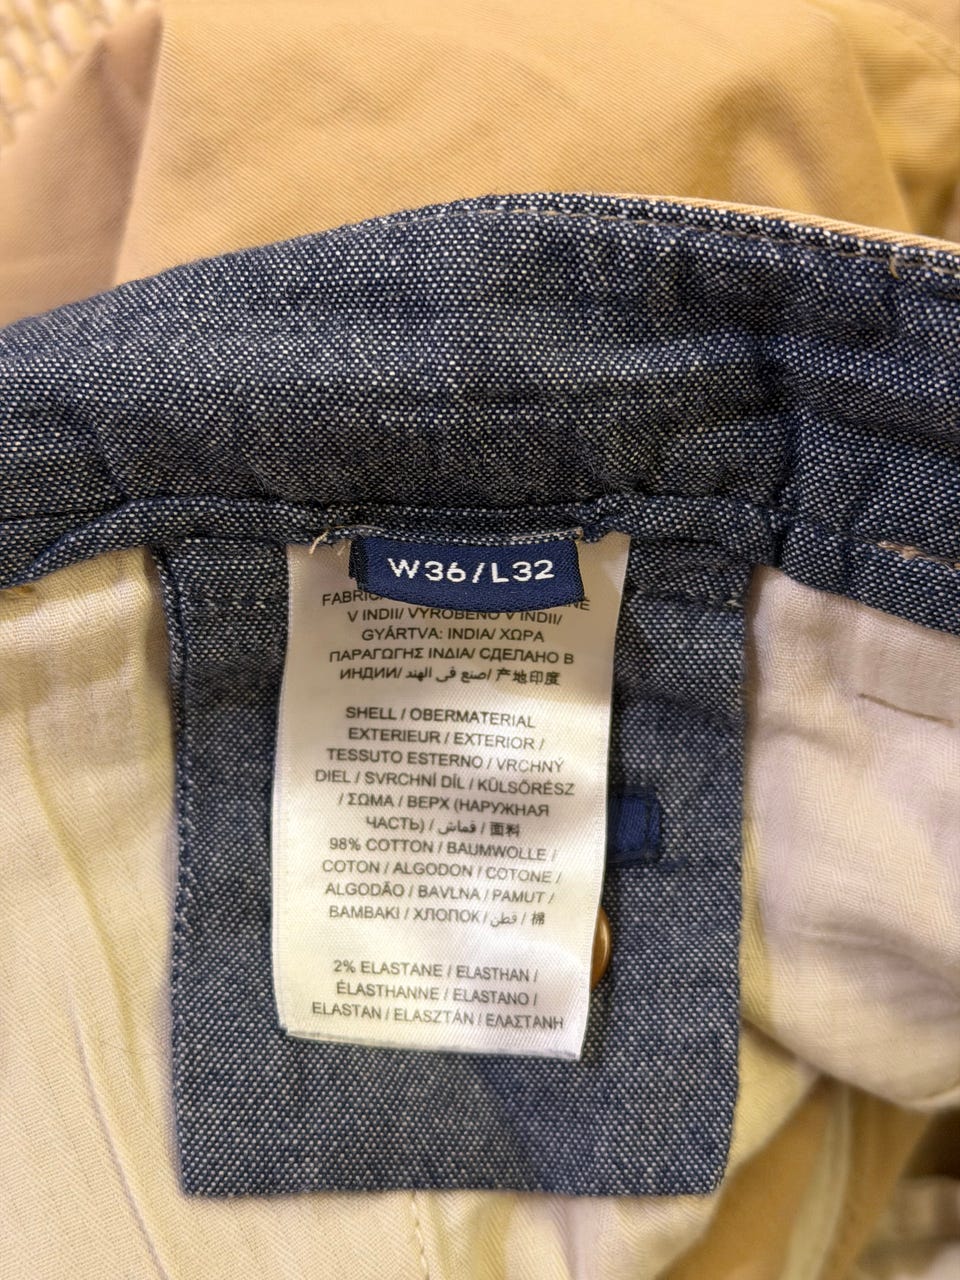 W36/L32
V INDII/ VYROBENO V INDII/
GYÁRTVA: INDIA/ ΧΩΡΑ
ΠΑΡΑΓΩΓΗΣ ΙΝΔΙΑ/ СДЕЛАНО В
ИНДИИ/ اصنع في الهند/ 产地印度
SHELL / OBERMATERIAL
EXTERIEUR / EXTERIOR /
TESSUTO ESTERNO / VRCHNÝ
DIEL / SVRCHNÍ DÍL / KÜLSŐRÉSZ
/ ΣΩΜΑ / ВЕРХ (НАРУЖНАЯ
ЧАСТЬ) / قماش / 面料
98% COTTON / BAUMWOLLE /
COTON / ALGODON / COTONE /
ALGODÃO / BAVLNA / PAMUT /
BAMBAKI / ХЛОПОК / قطن / 棉
2% ELASTANE / ELASTHAN /
ÉLASTHANNE / ELASTANO /
ELASTAN / ELASZTÁN / ΕΛΑΣΤΑΝΗ